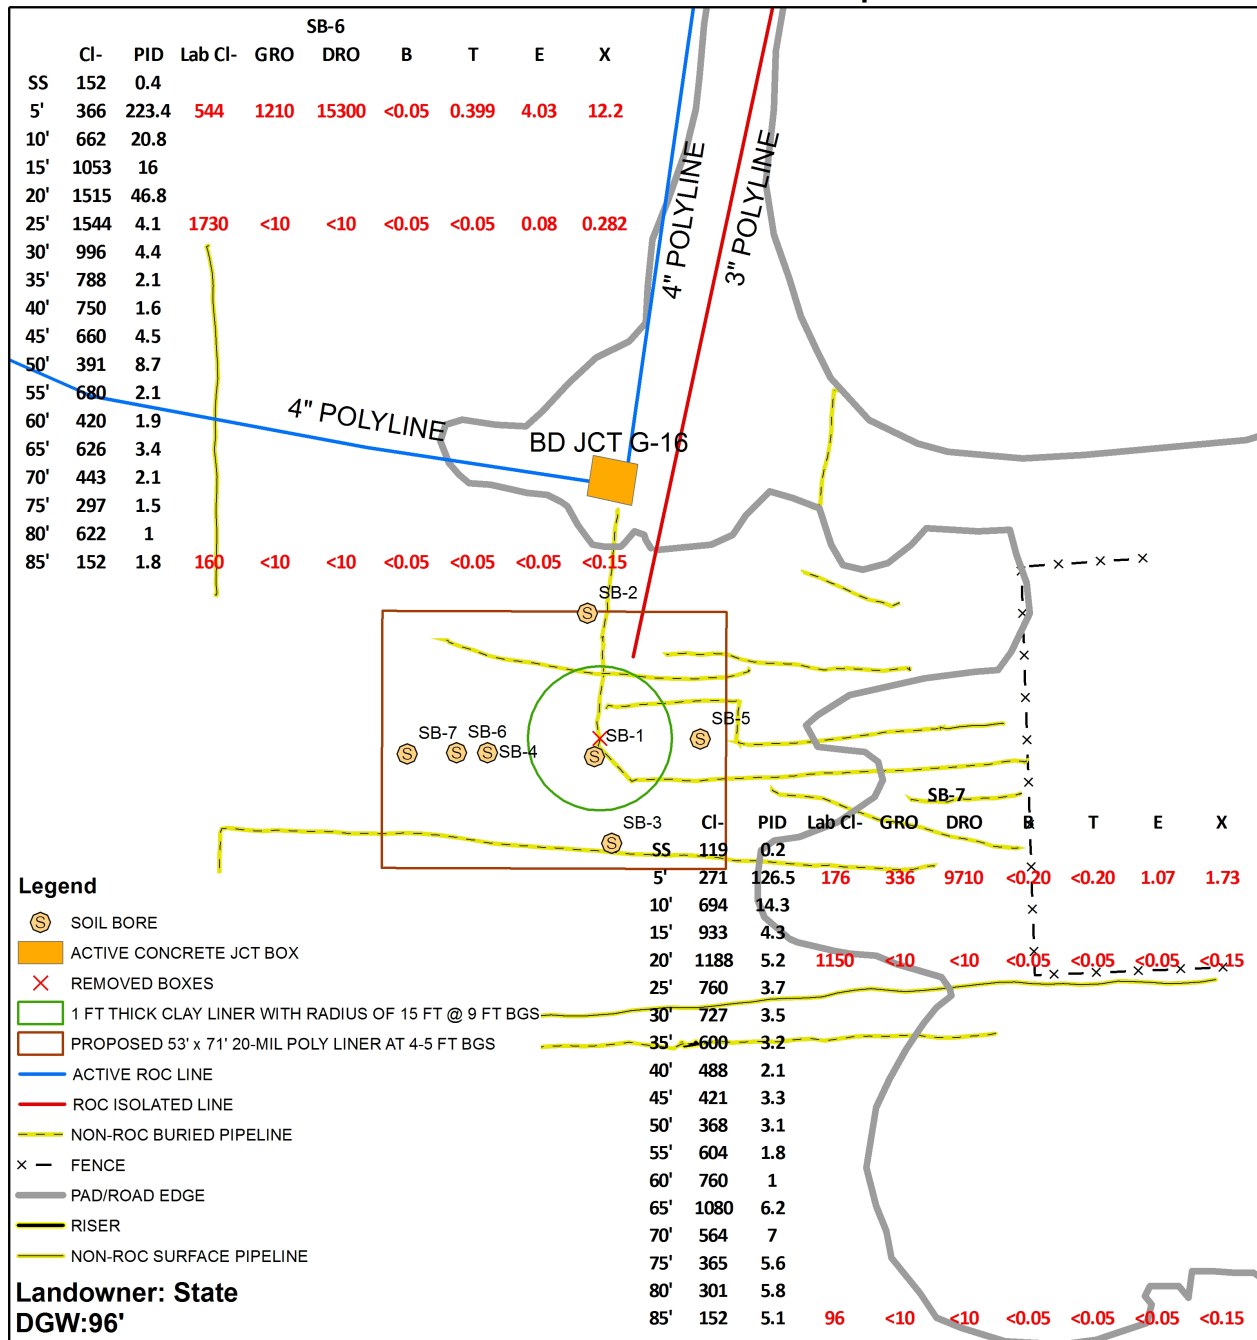 SB-6
Cl- PID Lab Cl- GRO DRO B T E X
SS 152 0.4
5' 366 223.4 544 1210 15300 <0.05 0.399 4.03 12.2
10' 662 20.8
15' 1053 16
20' 1515 46.8
25' 1544 4.1 1730 <10 <10 <0.05 <0.05 0.08 0.282
30' 996 4.4
35' 788 2.1
40' 750 1.6
45' 660 4.5
50' 391 8.7
55' 680 2.1
60' 420 1.9
65' 626 3.4
70' 443 2.1
75' 297 1.5
80' 622 1
85' 152 1.8 160 <10 <10 <0.05 <0.05 <0.05 <0.15
4" POLYLINE
3" POLYLINE
4" POLYLINE
BD JCT G-16
S SB-2
S SB-7
S SB-6
S SB-4
S SB-1
S SB-5
S SB-3
SB-7
Cl- PID Lab Cl- GRO DRO B T E X
SS 119 0.2
5' 271 126.5 176 336 9710 <0.20 <0.20 1.07 1.73
10' 694 14.3
15' 933 4.3
20' 1188 5.2 1150 <10 <10 <0.05 <0.05 <0.05 <0.15
25' 760 3.7
30' 727 3.5
35' 600 3.2
40' 488 2.1
45' 421 3.3
50' 368 3.1
55' 604 1.8
60' 760 1
65' 1080 6.2
70' 564 7
75' 365 5.6
80' 301 5.8
85' 152 5.1 96 <10 <10 <0.05 <0.05 <0.05 <0.15
Legend
S SOIL BORE
ACTIVE CONCRETE JCT BOX
REMOVED BOXES
1 FT THICK CLAY LINER WITH RADIUS OF 15 FT @ 9 FT BGS
PROPOSED 53' x 71' 20-MIL POLY LINER AT 4-5 FT BGS
ACTIVE ROC LINE
ROC ISOLATED LINE
NON-ROC BURIED PIPELINE
FENCE
PAD/ROAD EDGE
RISER
NON-ROC SURFACE PIPELINE
Landowner: State
DGW:96'